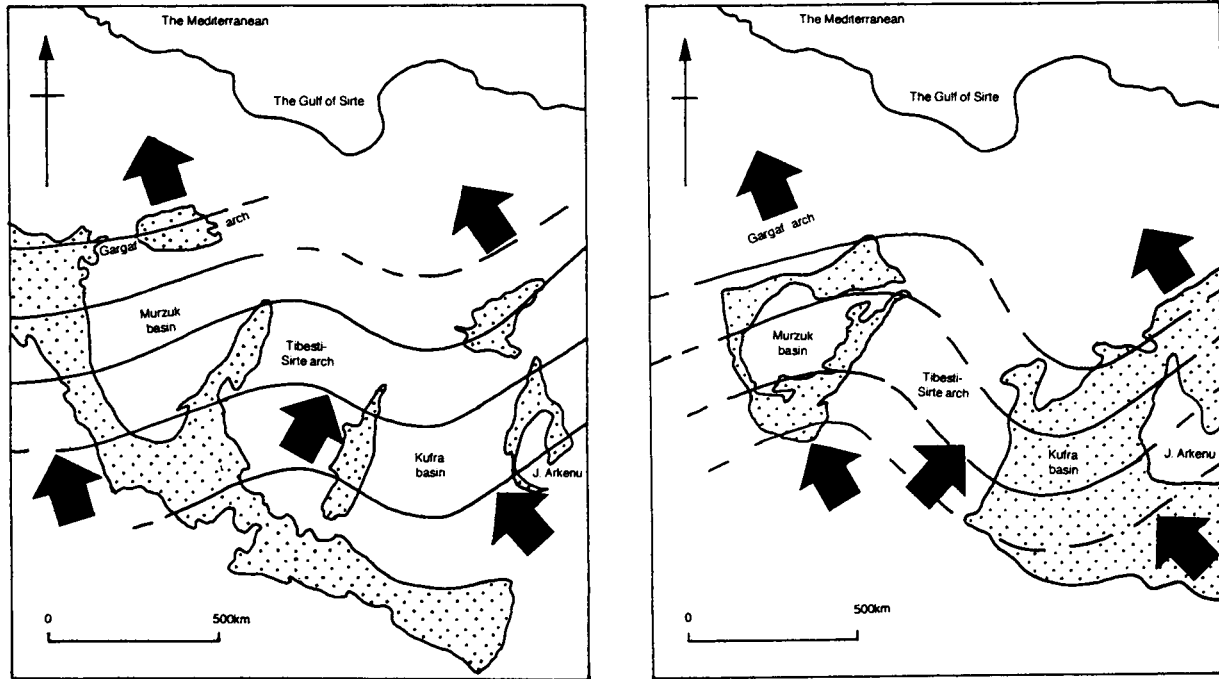 The Mediterranean
The Gulf of Sirte
Gargaf arch
Murzuk
basin
Tibesti-
Sirte arch
Kufra
basin
J. Arkenu
0 500km
The Mediterranean
The Gulf of Sirte
Gargaf arch
Murzuk
basin
Tibesti-
Sirte arch
Kufra
basin
J. Arkenu
0 500km